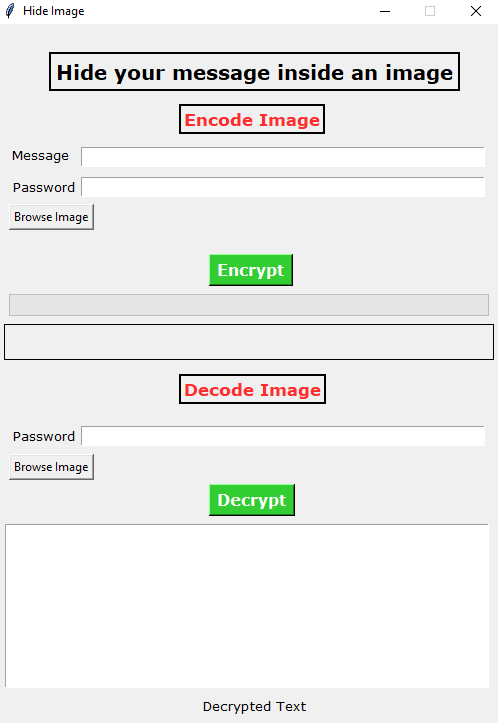 Hide Image
Hide your message inside an image
Encode Image
Message
Password
Browse Image
Encrypt
Decode Image
Password
Browse Image
Decrypt
Decrypted Text